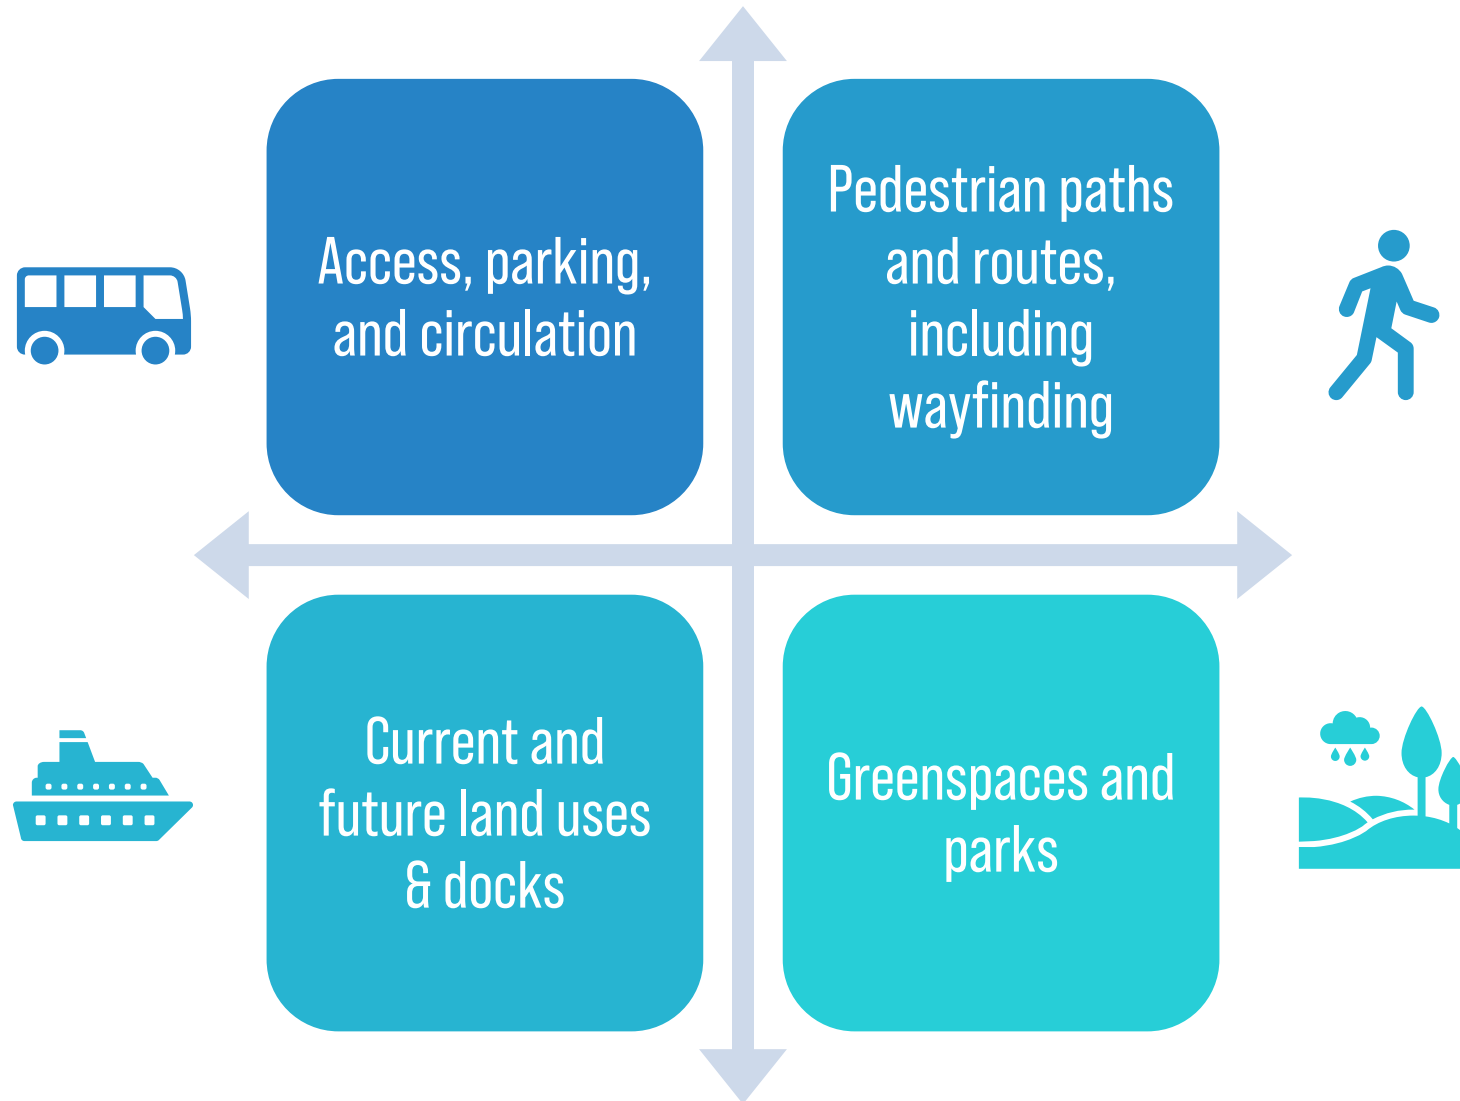 Access, parking,
and circulation
Pedestrian paths
and routes,
including
wayfinding
Current and
future land uses
& docks
Greenspaces and
parks